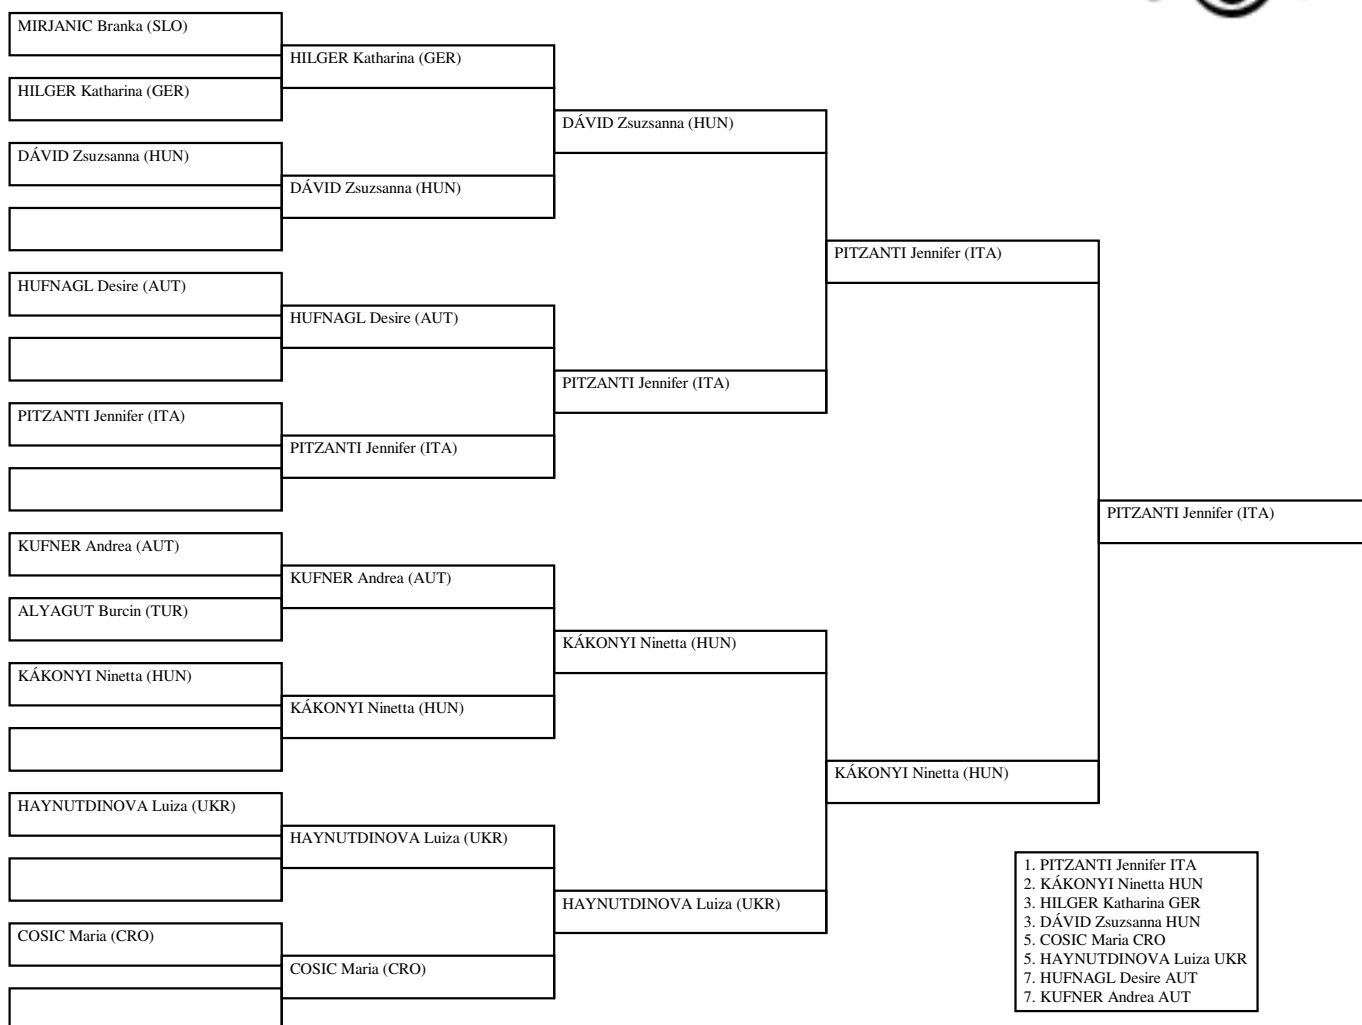 MIRJANIC Branka (SLO)
HILGER Katharina (GER)
DÁVID Zsuzsanna (HUN)
HUFNAGL Desire (AUT)
PITZANTI Jennifer (ITA)
KUFNER Andrea (AUT)
ALYAGUT Burcin (TUR)
KÁKONYI Ninetta (HUN)
HAYNUTDINOVA Luiza (UKR)
COSIC Maria (CRO)
HILGER Katharina (GER)
DÁVID Zsuzsanna (HUN)
HUFNAGL Desire (AUT)
PITZANTI Jennifer (ITA)
KUFNER Andrea (AUT)
KÁKONYI Ninetta (HUN)
HAYNUTDINOVA Luiza (UKR)
COSIC Maria (CRO)
DÁVID Zsuzsanna (HUN)
PITZANTI Jennifer (ITA)
KÁKONYI Ninetta (HUN)
HAYNUTDINOVA Luiza (UKR)
PITZANTI Jennifer (ITA)
KÁKONYI Ninetta (HUN)
PITZANTI Jennifer (ITA)
1. PITZANTI Jennifer ITA
2. KÁKONYI Ninetta HUN
3. HILGER Katharina GER
3. DÁVID Zsuzsanna HUN
5. COSIC Maria CRO
5. HAYNUTDINOVA Luiza UKR
7. HUFNAGL Desire AUT
7. KUFNER Andrea AUT